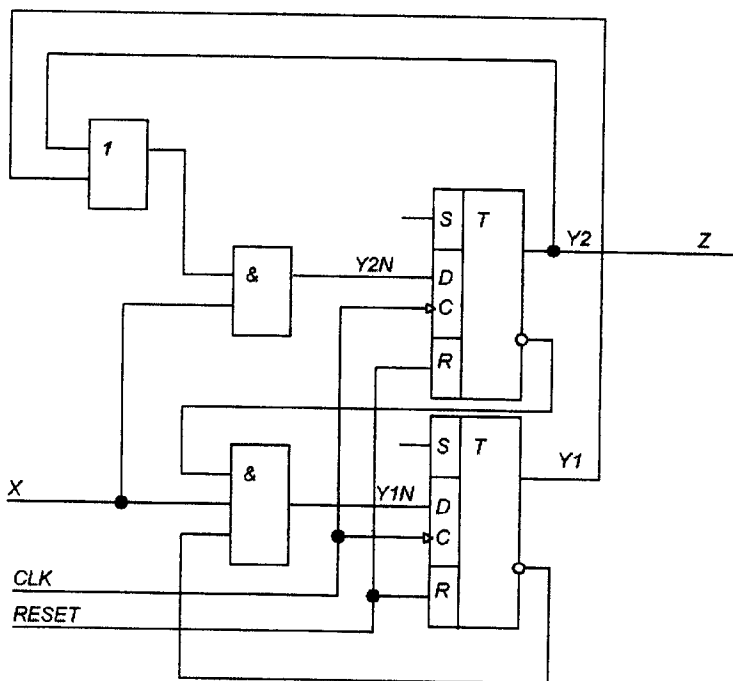 1
S T
Y2 Z
& Y2N D
C
R
S T
& Y1
X Y1N D
C
CLK R
RESET